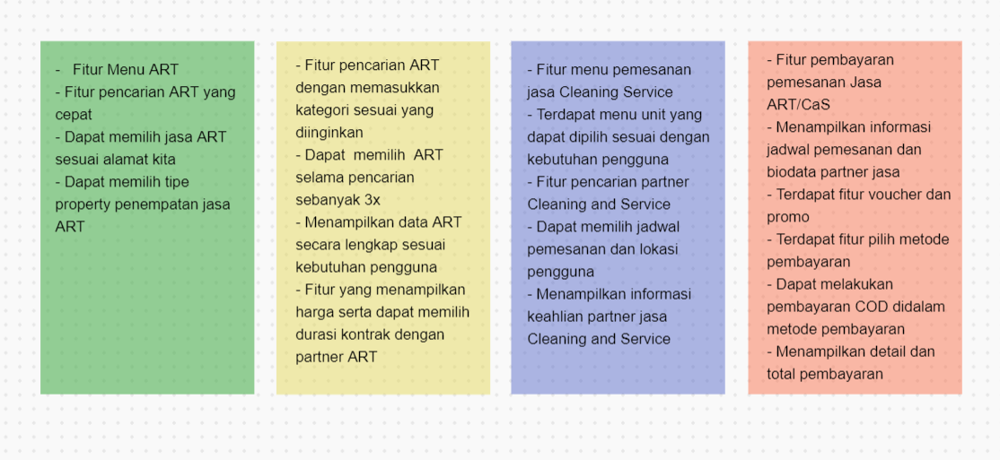 -   Fitur Menu ART
- Fitur pencarian ART yang
cepat
- Dapat memilih jasa ART
sesuai alamat kita
- Dapat memilih tipe
property penempatan jasa
ART
- Fitur pencarian ART
dengan memasukkan
kategori sesuai yang
diinginkan
- Dapat memilih ART
selama pencarian
sebanyak 3x
- Menampilkan data ART
secara lengkap sesuai
kebutuhan pengguna
- Fitur yang menampilkan
harga serta dapat memilih
durasi kontrak dengan
partner ART
- Fitur menu pemesanan
jasa Cleaning Service
- Terdapat menu unit yang
dapat dipilih sesuai dengan
kebutuhan pengguna
- Fitur pencarian partner
Cleaning and Service
- Dapat memilih jadwal
pemesanan dan lokasi
pengguna
- Menampilkan informasi
keahlian partner jasa
Cleaning and Service
- Fitur pembayaran
pemesanan Jasa
ART/CaS
- Menampilkan informasi
jadwal pemesanan dan
biodata partner jasa
- Terdapat fitur voucher dan
promo
- Terdapat fitur pilih metode
pembayaran
- Dapat melakukan
pembayaran COD didalam
metode pembayaran
- Menampilkan detail dan
total pembayaran